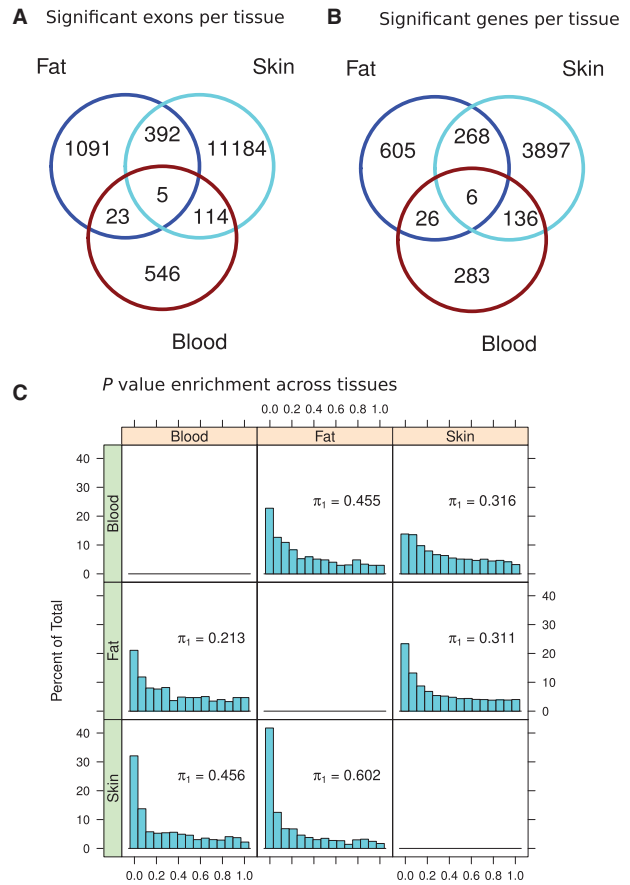 A Significant exons per tissue
B Significant genes per tissue
Fat Skin
Fat Skin
1091 392 11184
5
23 114
546
Blood
605 268 3897
6
26 136
283
Blood
C P value enrichment across tissues
0.0 0.2 0.4 0.6 0.8 1.0
Blood Fat Skin
Percent of Total
Blood
40
30
20
10
0
π1 = 0.455
π1 = 0.316
Fat
π1 = 0.213
π1 = 0.311
40
30
20
10
0
Skin
40
30
20
10
0
π1 = 0.456
π1 = 0.602
0.0 0.2 0.4 0.6 0.8 1.0
0.0 0.2 0.4 0.6 0.8 1.0